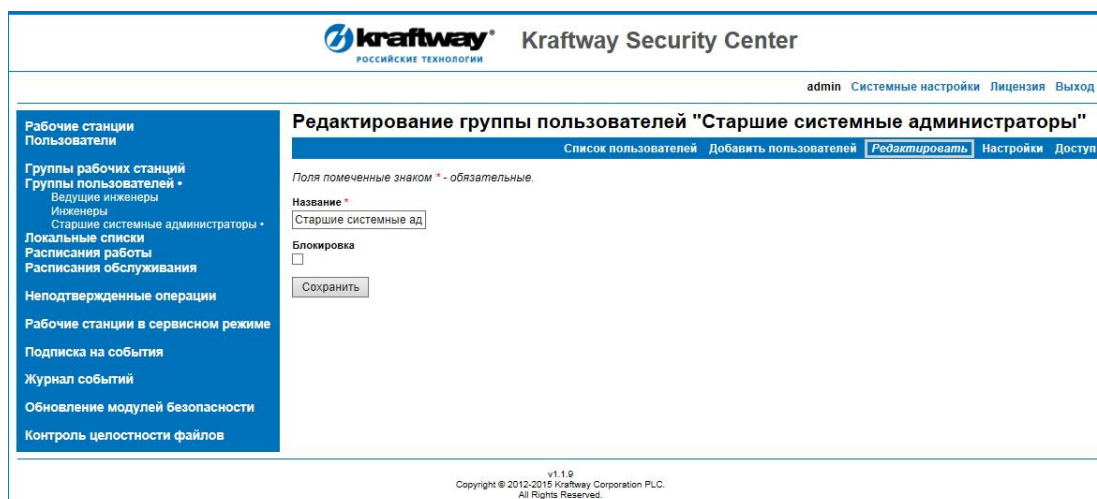 kraftway®
РОССИЙСКИЕ ТЕХНОЛОГИИ
Kraftway Security Center
admin Системные настройки Лицензия Выход
Рабочие станции
Пользователи
Группы рабочих станций
Группы пользователей •
Ведущие инженеры
Инженеры
Старшие системные администраторы •
Локальные списки
Расписания работы
Расписания обслуживания
Неподтвержденные операции
Рабочие станции в сервисном режиме
Подписка на события
Журнал событий
Обновление модулей безопасности
Контроль целостности файлов
Редактирование группы пользователей "Старшие системные администраторы"
Список пользователей Добавить пользователей Редактировать Настройки Доступ
Поля помеченные знаком * - обязательные.
Название *
Старшие системные ад
Блокировка
Сохранить
v1.1.9
Copyright © 2012-2015 Kraftway Corporation PLC.
All Rights Reserved.